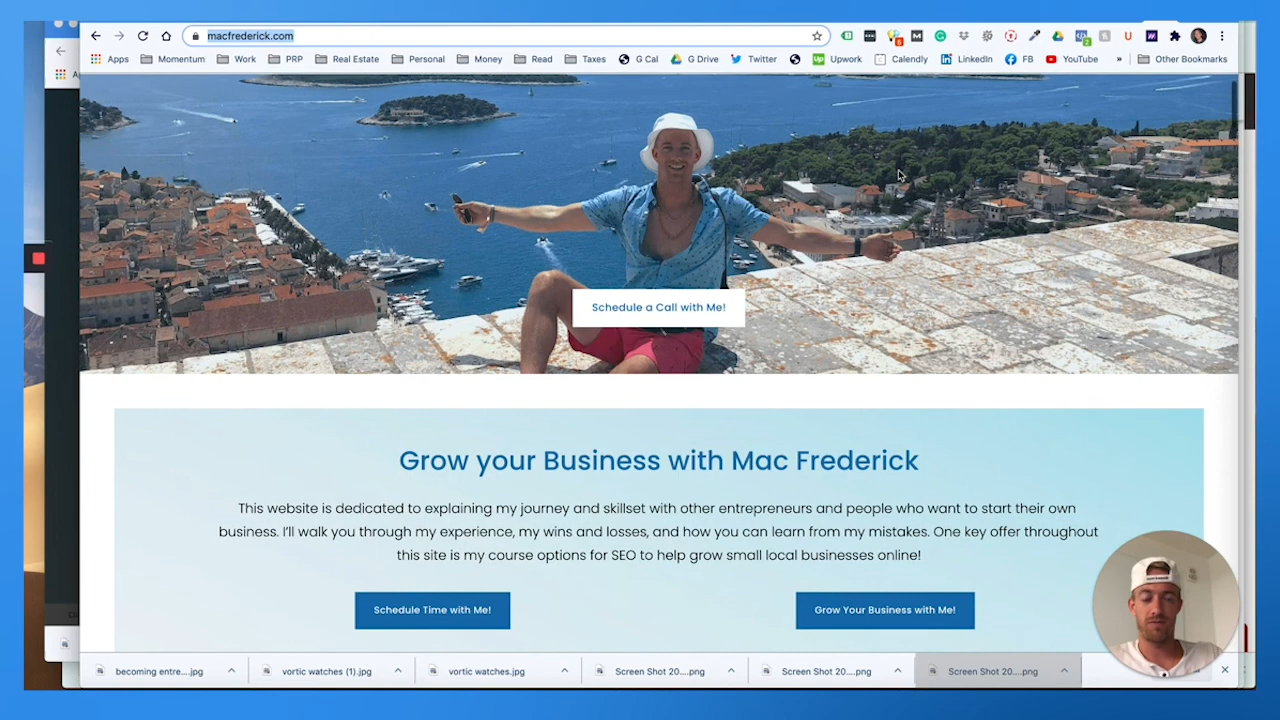 macfrederick.com
Apps Momentum Work PRP Real Estate Personal Money Read Taxes G Cal G Drive Twitter Upwork Calendly LinkedIn FB YouTube » Other Bookmarks
Schedule a Call with Me!
Grow your Business with Mac Frederick
This website is dedicated to explaining my journey and skillset with other entrepreneurs and people who want to start their own
business. I'll walk you through my experience, my wins and losses, and how you can learn from my mistakes. One key offer throughout
this site is my course options for SEO to help grow small local businesses online!
Schedule Time with Me! Grow Your Business with Me!
becoming entre....jpg vortic watches (1).jpg vortic watches.jpg Screen Shot 20....png Screen Shot 20....png Screen Shot 20....png